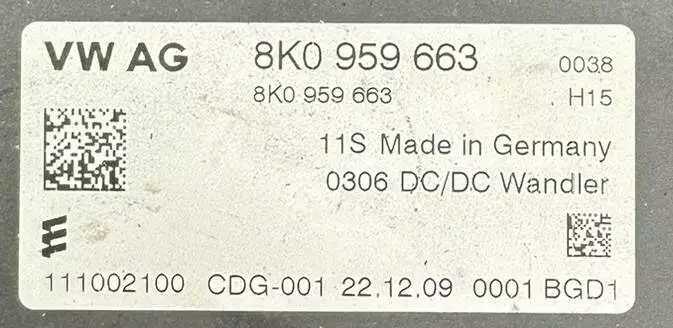 VW AG 8K0 959 663 0038
8K0 959 663 H15
11S Made in Germany
0306 DC/DC Wandler
111002100 CDG-001 22.12.09 0001 BGD1